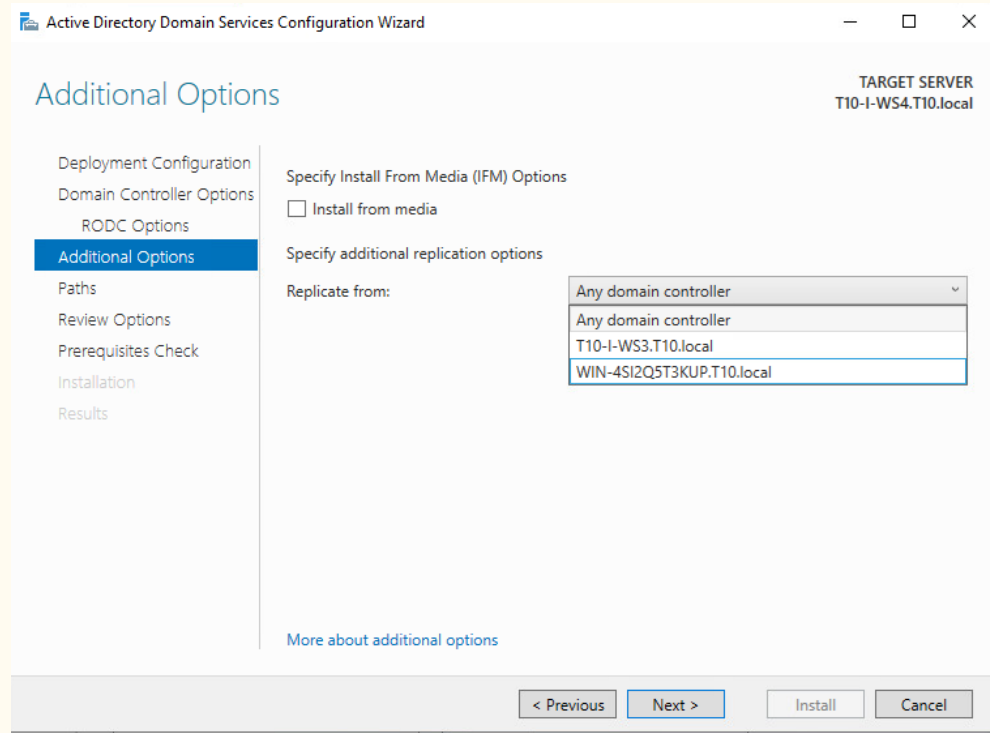 Active Directory Domain Services Configuration Wizard
Additional Options
TARGET SERVER
T10-I-WS4.T10.local
Deployment Configuration
Domain Controller Options
RODC Options
Additional Options
Paths
Review Options
Prerequisites Check
Installation
Results
Specify Install From Media (IFM) Options
Install from media
Specify additional replication options
Replicate from:
Any domain controller
Any domain controller
T10-I-WS3.T10.local
WIN-4SI2Q5T3KUP.T10.local
More about additional options
< Previous
Next >
Install
Cancel